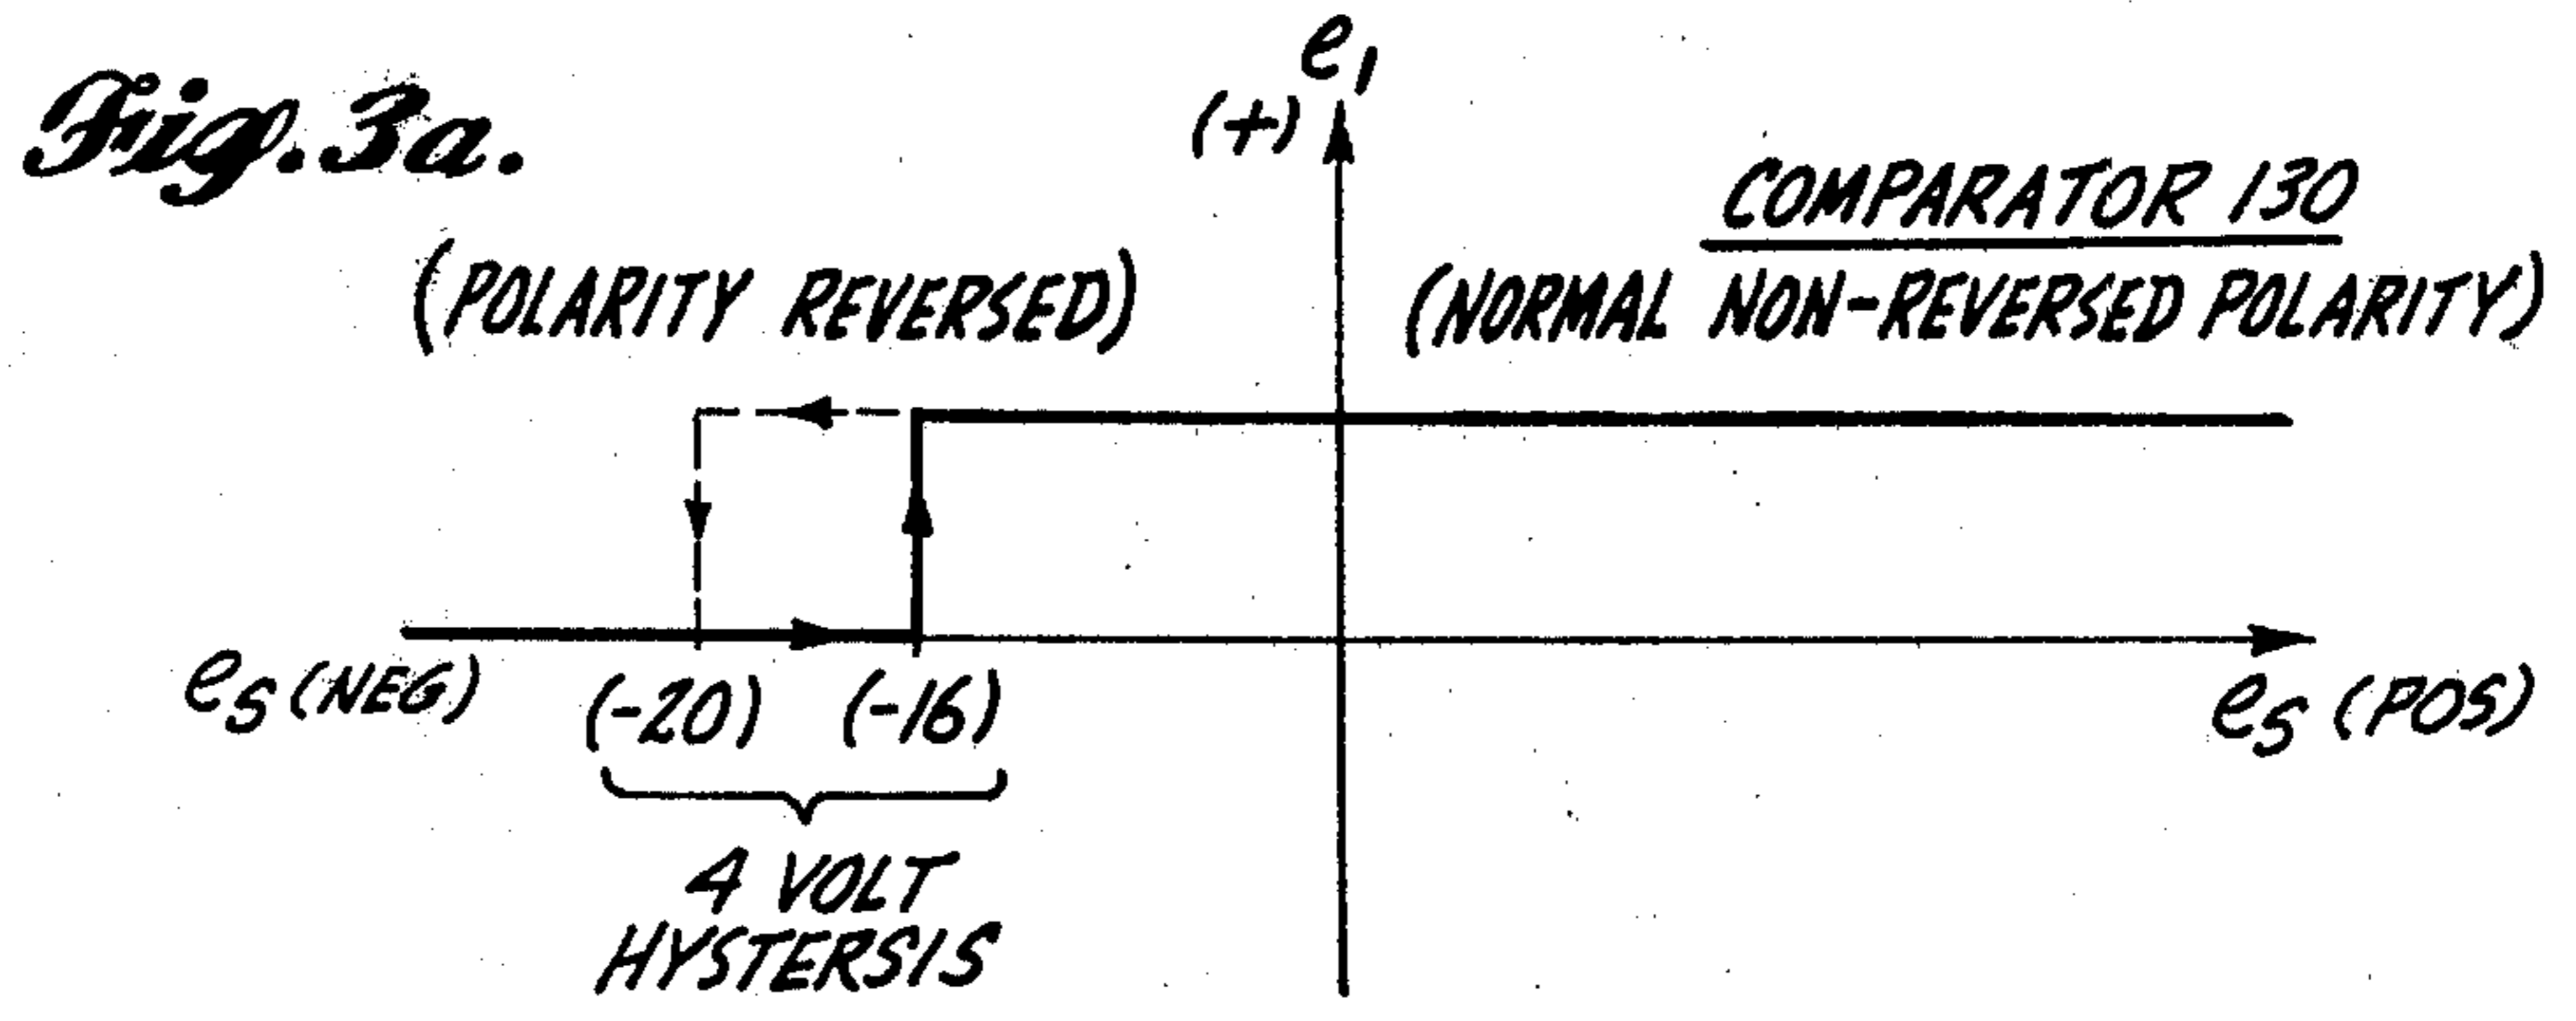 Fig. 3a.
e1
(+)
COMPARATOR 130
(POLARITY REVERSED)
(NORMAL NON-REVERSED POLARITY)
es (NEG)
(-20)
(-16)
es (POS)
4 VOLT
HYSTERSIS